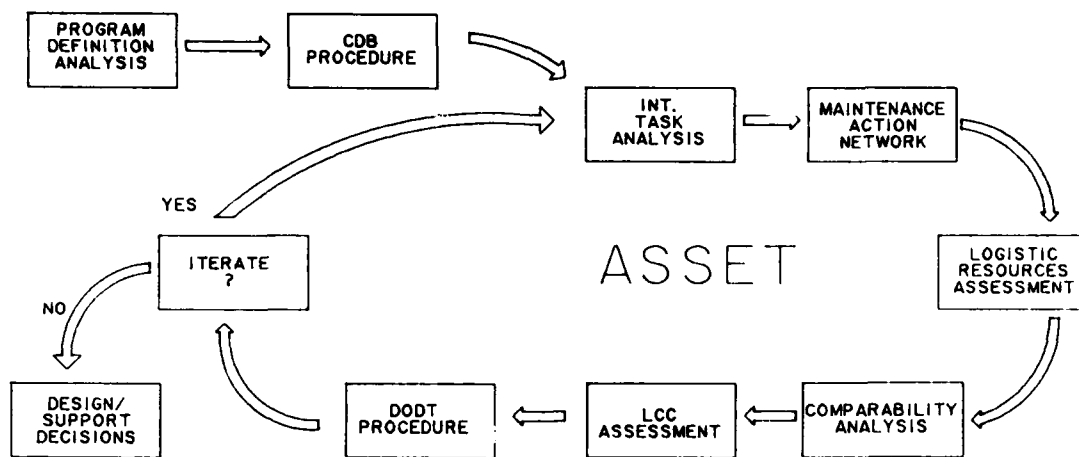 PROGRAM
DEFINITION
ANALYSIS
CDB
PROCEDURE
INT.
TASK
ANALYSIS
MAINTENANCE
ACTION
NETWORK
YES
ITERATE
?
ASSET
LOGISTIC
RESOURCES
ASSESSMENT
NO
DESIGN/
SUPPORT
DECISIONS
DODT
PROCEDURE
LCC
ASSESSMENT
COMPARABILITY
ANALYSIS